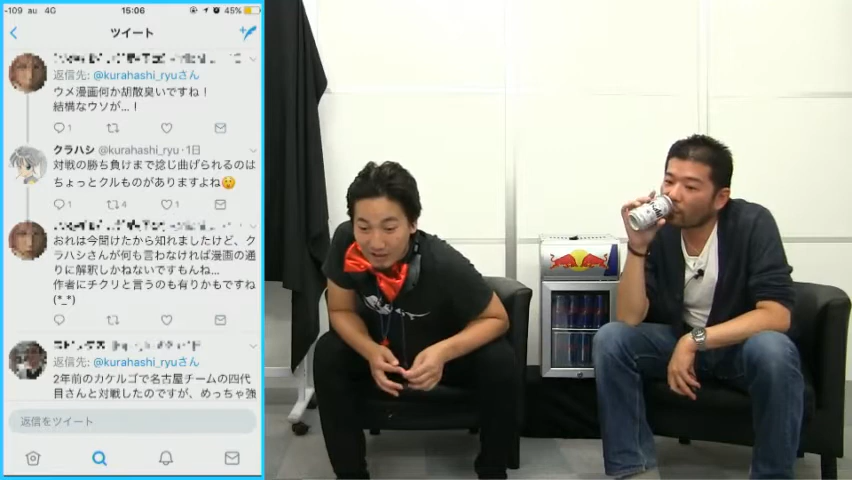 -109 au 4G 15:06 45%
ツイート
返信先: @kurahashi_ryuさん
ウメ漫画何か胡散臭いですね！
結構なウソが...！
1
クラハシ @kurahashi_ryu·1日
対戦の勝ち負けまで捻じ曲げられるのは
ちょっとクルものがありますよね😲
1 4 1
おれは今聞けたから知れましたけど、ク
ラハシさんが何も言わなければ漫画の通
りに解釈しかねないですもんね...
作者にチクリと言うのも有りかもですね
(*_*)
返信先: @kurahashi_ryuさん
2年前のカケルゴで名古屋チームの四代
目さんと対戦したのですが、めっちゃ強
返信をツイート
Red Bull